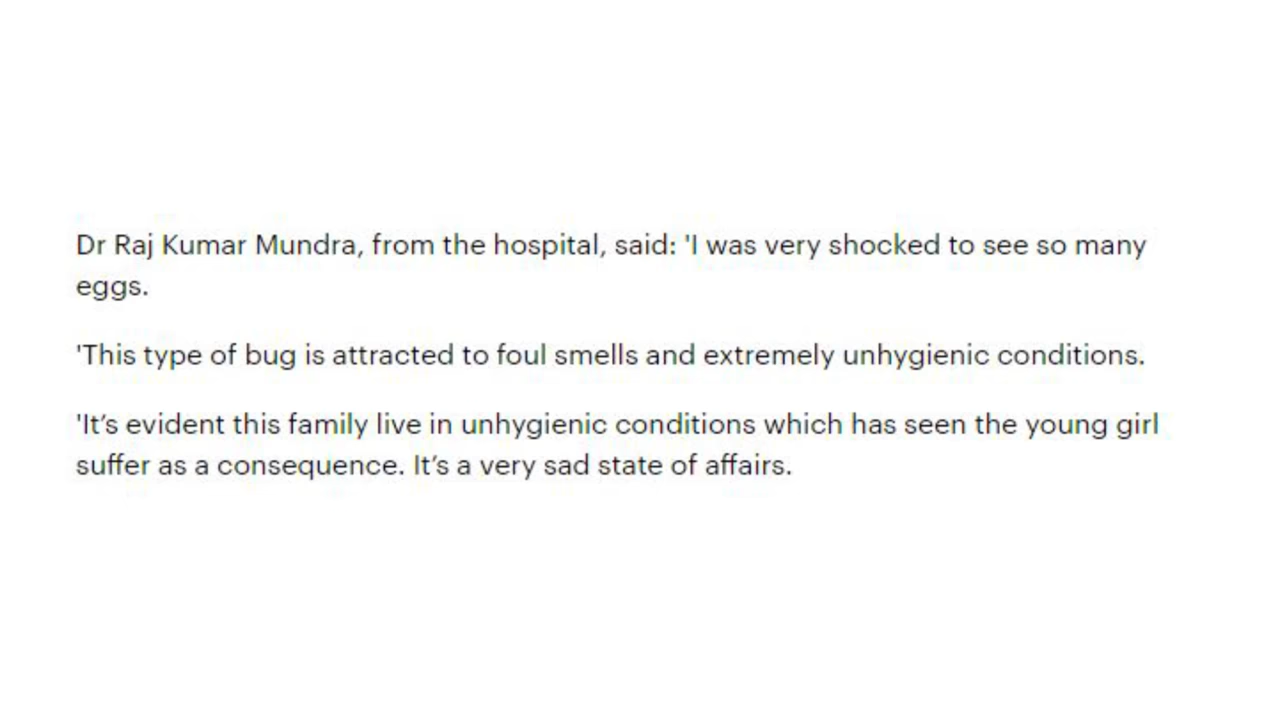 Dr Raj Kumar Mundra, from the hospital, said: 'I was very shocked to see so many
eggs.
'This type of bug is attracted to foul smells and extremely unhygienic conditions.
'It’s evident this family live in unhygienic conditions which has seen the young girl
suffer as a consequence. It’s a very sad state of affairs.